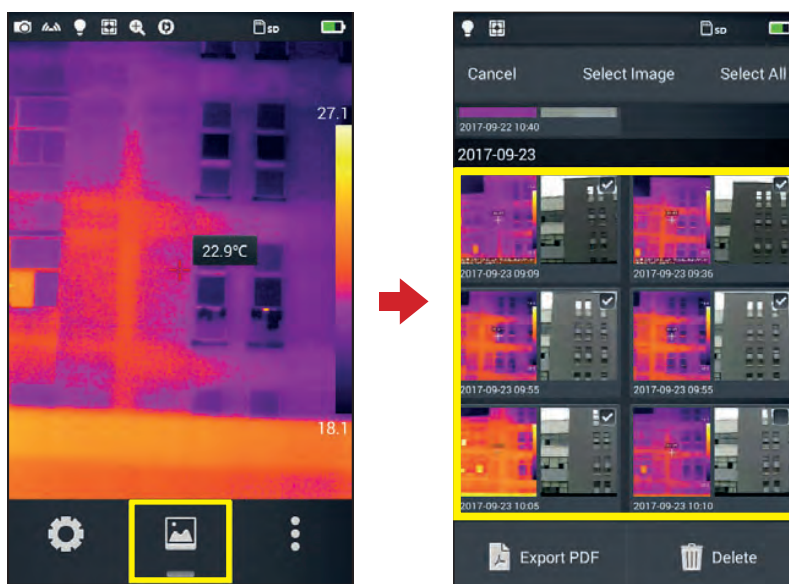 SD
27.1
22.9°C
18.1
SD
Cancel Select Image Select All
2017-09-22 10:40
2017-09-23
2017-09-23 09:09
2017-09-23 09:36
2017-09-23 09:55
2017-09-23 09:55
2017-09-23 10:05
2017-09-23 10:10
Export PDF Delete